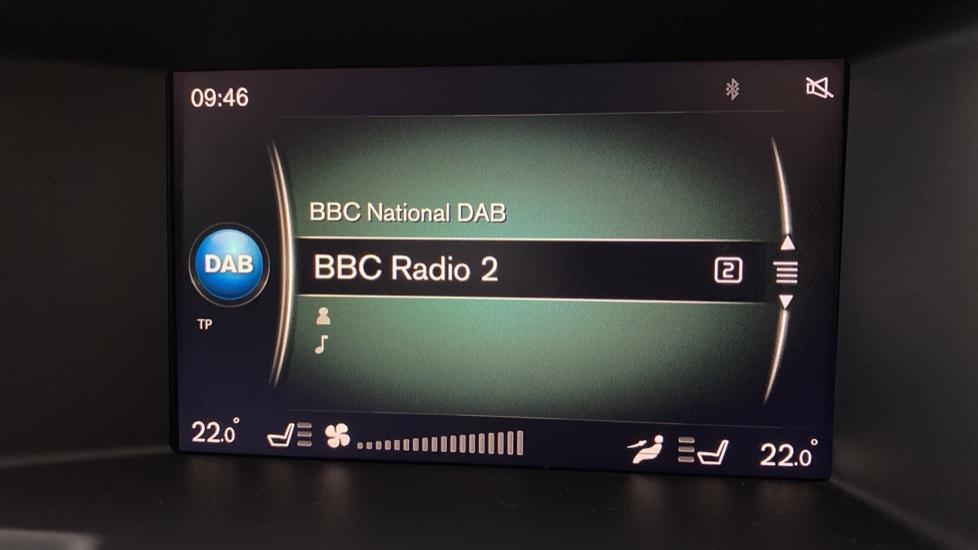 09:46
BBC National DAB
DAB
BBC Radio 2
2
TP
22.0°
22.0°